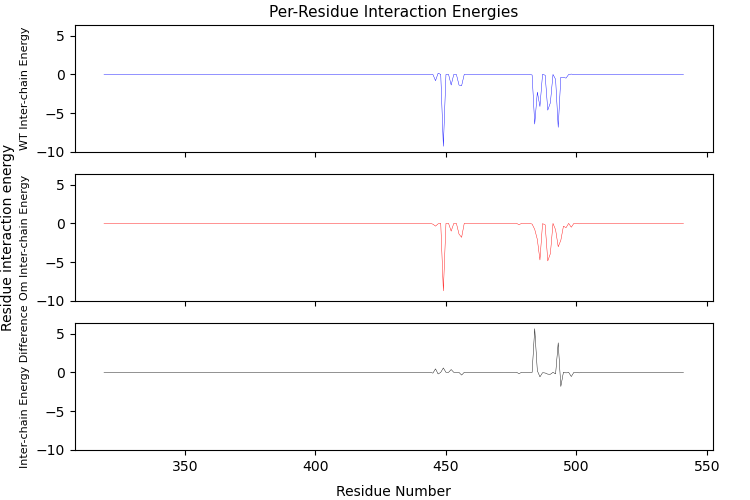 Per-Residue Interaction Energies
Residue interaction energy
WT Inter-chain Energy
5
0
−5
−10
Om Inter-chain Energy
5
0
−5
−10
Inter-chain Energy Difference
5
0
−5
−10
350 400 450 500 550
Residue Number